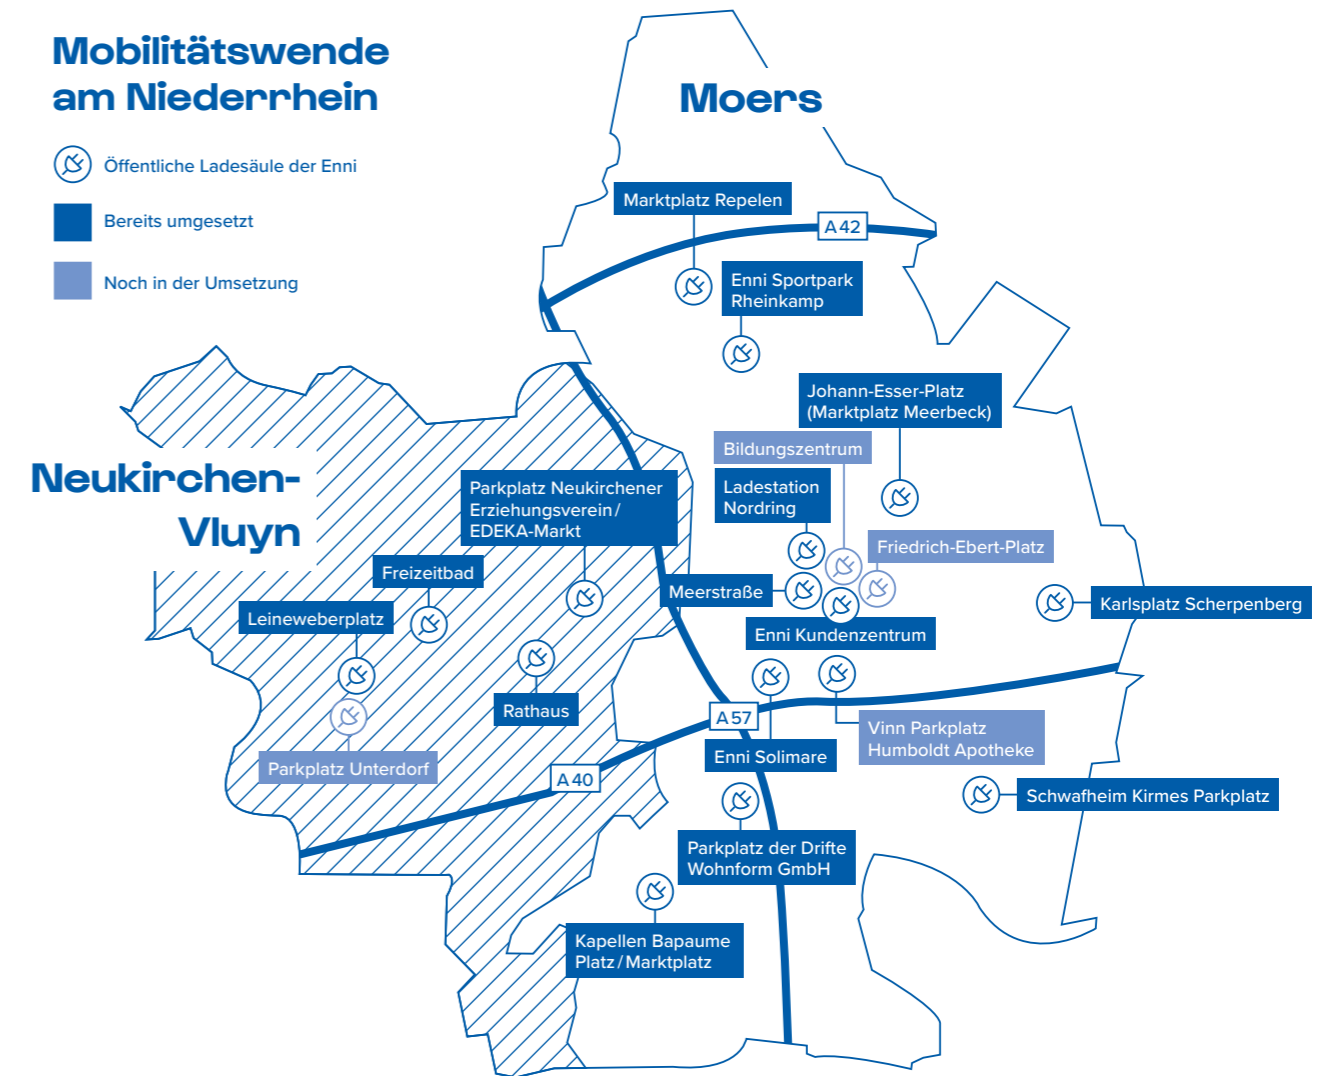 Mobilitätswende
am Niederrhein
Öffentliche Ladesäule der Enni
Bereits umgesetzt
Noch in der Umsetzung
Moers
Marktplatz Repelen
A 42
Enni Sportpark
Rheinkamp
Johann-Esser-Platz
(Marktplatz Meerbeck)
Bildungszentrum
Ladestation
Nordring
Friedrich-Ebert-Platz
Meerstraße
Karlsplatz Scherpenberg
Enni Kundenzentrum
Neukirchen-
Vluyn
Parkplatz Neukirchener
Erziehungsverein /
EDEKA-Markt
Freizeitbad
Leineweberplatz
Rathaus
Parkplatz Unterdorf
A 57
A 40
Enni Solimare
Vinn Parkplatz
Humboldt Apotheke
Schwafheim Kirmes Parkplatz
Parkplatz der Drifte
Wohnform GmbH
Kapellen Bapaume
Platz / Marktplatz